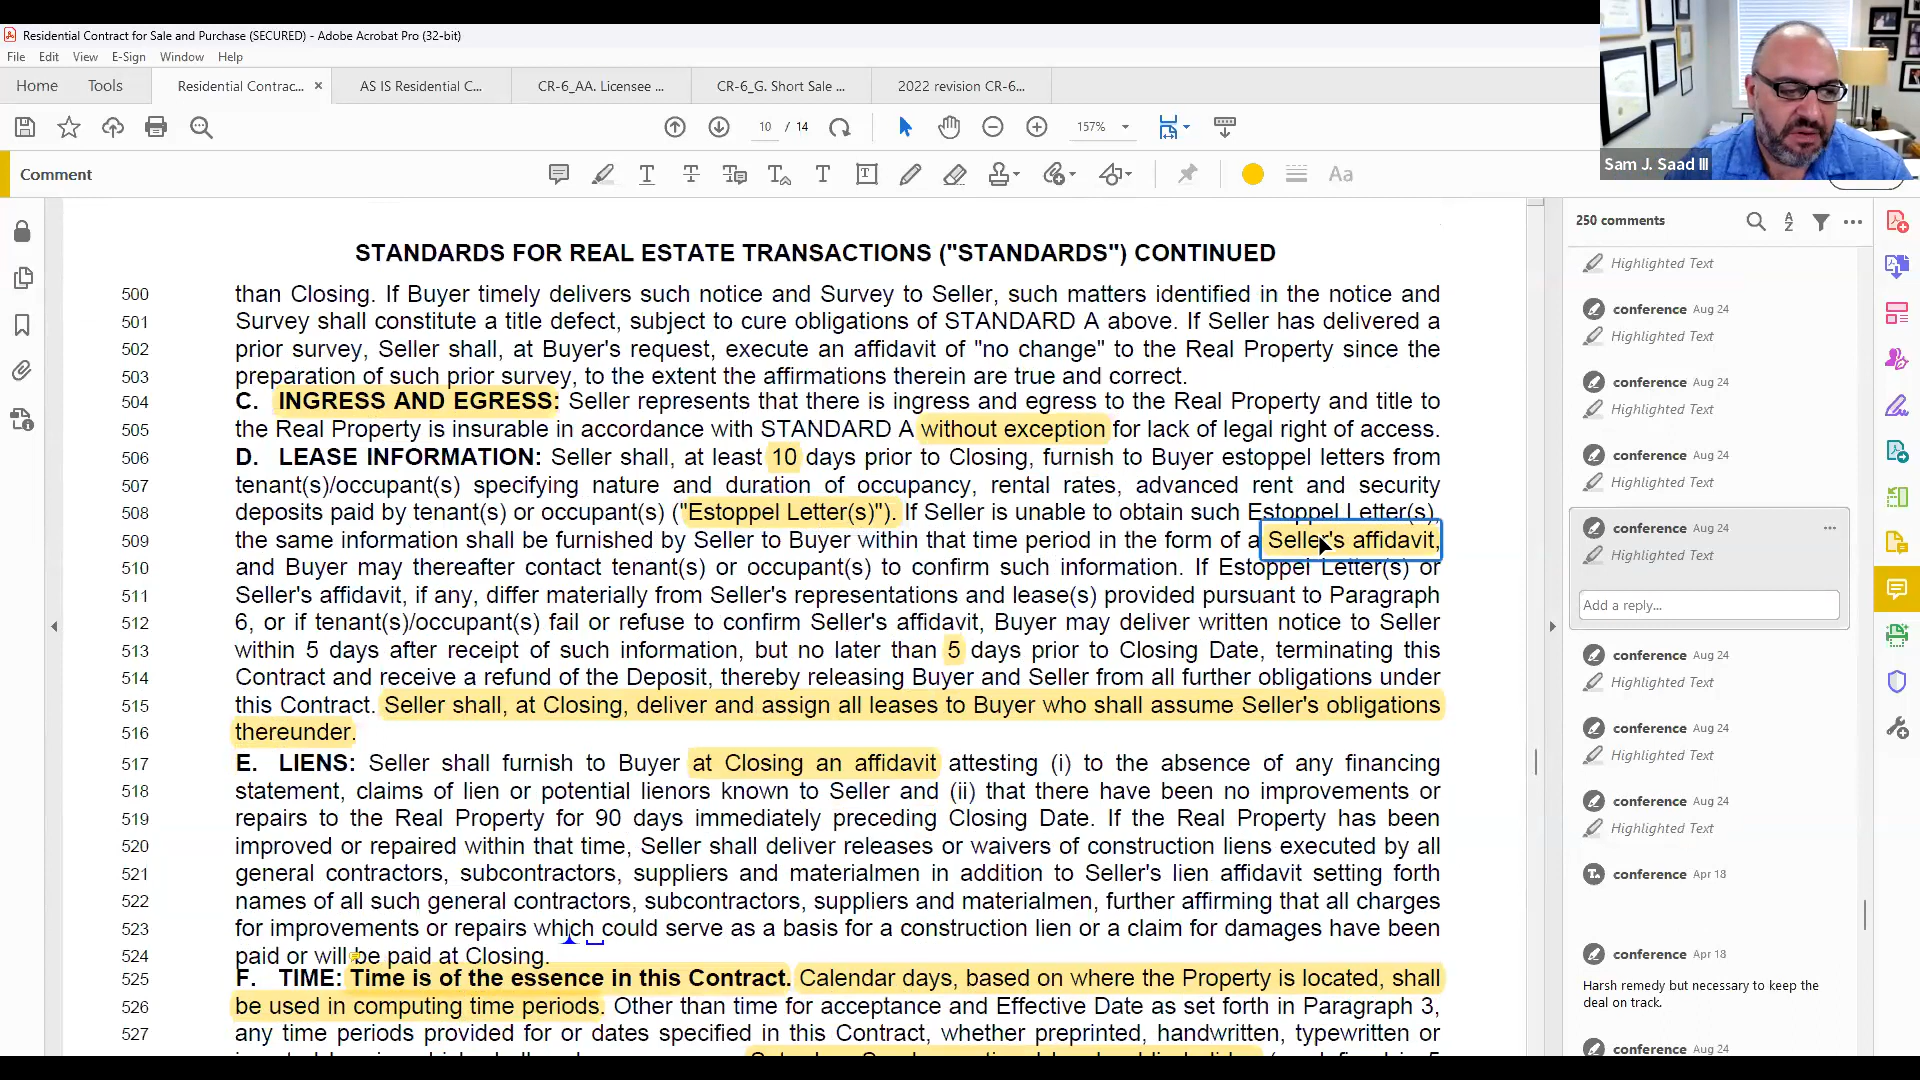 Residential Contract for Sale and Purchase (SECURED) - Adobe Acrobat Pro (32-bit)
File Edit View E-Sign Window Help
Home Tools Residential Contrac... × AS IS Residential C... CR-6_AA. Licensee ... CR-6_G. Short Sale ... 2022 revision CR-6...
10 / 14 157%
Sam J. Saad III
Comment
250 comments
STANDARDS FOR REAL ESTATE TRANSACTIONS ("STANDARDS") CONTINUED
500 than Closing. If Buyer timely delivers such notice and Survey to Seller, such matters identified in the notice and
501 Survey shall constitute a title defect, subject to cure obligations of STANDARD A above. If Seller has delivered a
502 prior survey, Seller shall, at Buyer's request, execute an affidavit of "no change" to the Real Property since the
503 preparation of such prior survey, to the extent the affirmations therein are true and correct.
504 C. INGRESS AND EGRESS: Seller represents that there is ingress and egress to the Real Property and title to
505 the Real Property is insurable in accordance with STANDARD A without exception for lack of legal right of access.
506 D. LEASE INFORMATION: Seller shall, at least 10 days prior to Closing, furnish to Buyer estoppel letters from
507 tenant(s)/occupant(s) specifying nature and duration of occupancy, rental rates, advanced rent and security
508 deposits paid by tenant(s) or occupant(s) ("Estoppel Letter(s)"). If Seller is unable to obtain such Estoppel Letter(s),
509 the same information shall be furnished by Seller to Buyer within that time period in the form of a Seller's affidavit,
510 and Buyer may thereafter contact tenant(s) or occupant(s) to confirm such information. If Estoppel Letter(s) or
511 Seller's affidavit, if any, differ materially from Seller's representations and lease(s) provided pursuant to Paragraph
512 6, or if tenant(s)/occupant(s) fail or refuse to confirm Seller's affidavit, Buyer may deliver written notice to Seller
513 within 5 days after receipt of such information, but no later than 5 days prior to Closing Date, terminating this
514 Contract and receive a refund of the Deposit, thereby releasing Buyer and Seller from all further obligations under
515 this Contract. Seller shall, at Closing, deliver and assign all leases to Buyer who shall assume Seller's obligations
516 thereunder.
517 E. LIENS: Seller shall furnish to Buyer at Closing an affidavit attesting (i) to the absence of any financing
518 statement, claims of lien or potential lienors known to Seller and (ii) that there have been no improvements or
519 repairs to the Real Property for 90 days immediately preceding Closing Date. If the Real Property has been
520 improved or repaired within that time, Seller shall deliver releases or waivers of construction liens executed by all
521 general contractors, subcontractors, suppliers and materialmen in addition to Seller's lien affidavit setting forth
522 names of all such general contractors, subcontractors, suppliers and materialmen, further affirming that all charges
523 for improvements or repairs which could serve as a basis for a construction lien or a claim for damages have been
524 paid or will be paid at Closing.
525 F. TIME: Time is of the essence in this Contract. Calendar days, based on where the Property is located, shall
526 be used in computing time periods. Other than time for acceptance and Effective Date as set forth in Paragraph 3,
527 any time periods provided for or dates specified in this Contract, whether preprinted, handwritten, typewritten or
Highlighted Text
conference Aug 24
Highlighted Text
conference Aug 24
Highlighted Text
conference Aug 24
Highlighted Text
conference Aug 24
Highlighted Text
Add a reply...
conference Aug 24
Highlighted Text
conference Aug 24
Highlighted Text
conference Aug 24
Highlighted Text
conference Apr 18
conference Apr 18
Harsh remedy but necessary to keep the
deal on track.
conference Aug 24